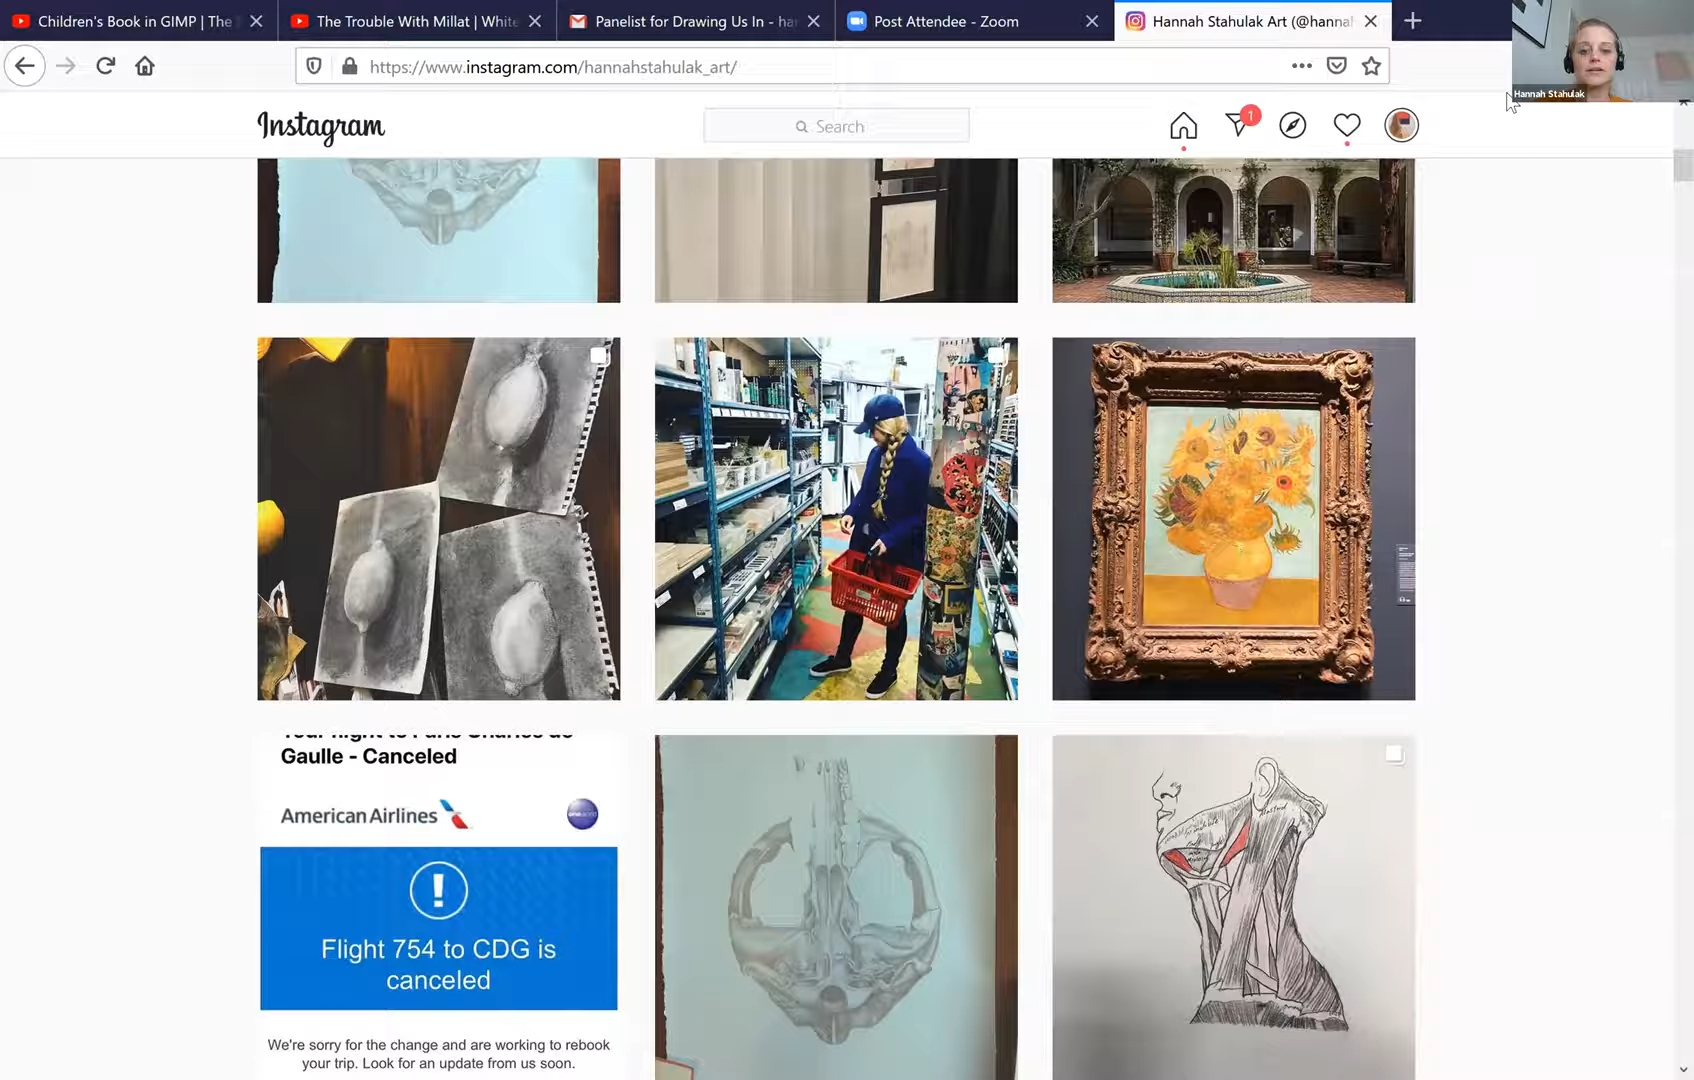 Children's Book in GIMP | The
The Trouble With Millat | White
Panelist for Drawing Us In - han
Post Attendee - Zoom
Hannah Stahulak Art (@hannah
https://www.instagram.com/hannahstahulak_art/
Hannah Stahulak
Instagram
Search
1
Gaulle - Canceled
American Airlines
Flight 754 to CDG is
canceled
We're sorry for the change and are working to rebook
your trip. Look for an update from us soon.